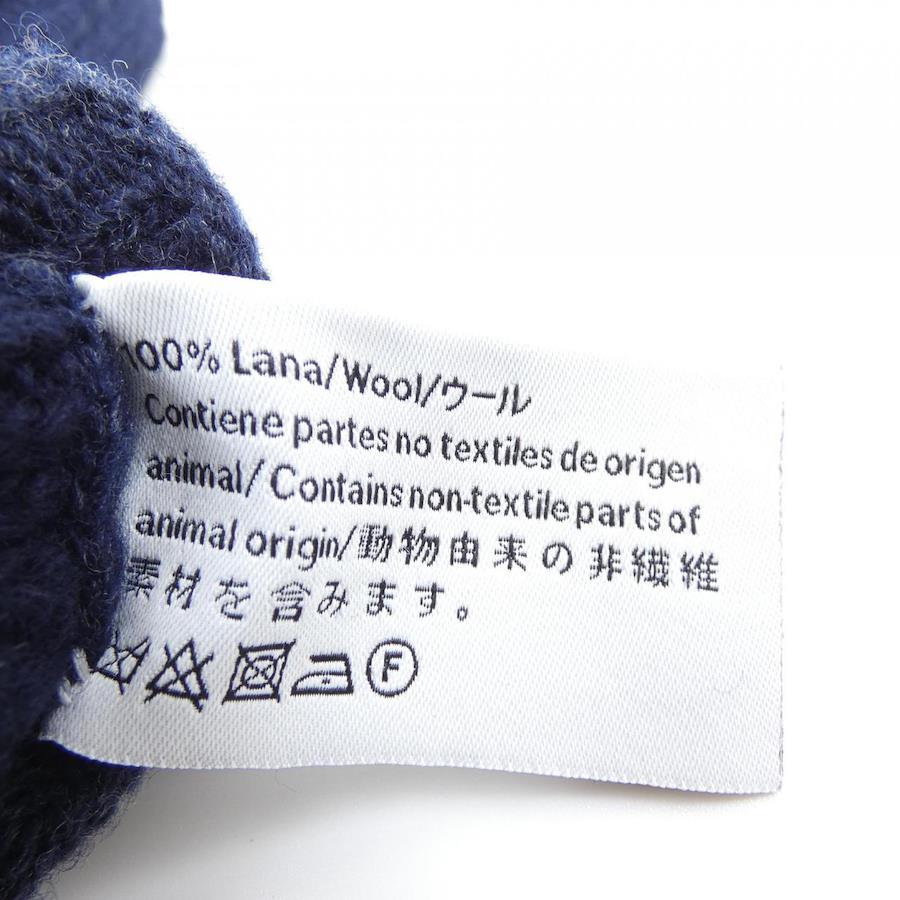 100% Lana/Wool/ウール
Contiene partes no textiles de origen
animal/ Contains non-textile parts of
animal origin/動物由来の非繊維
素材を含みます。
F